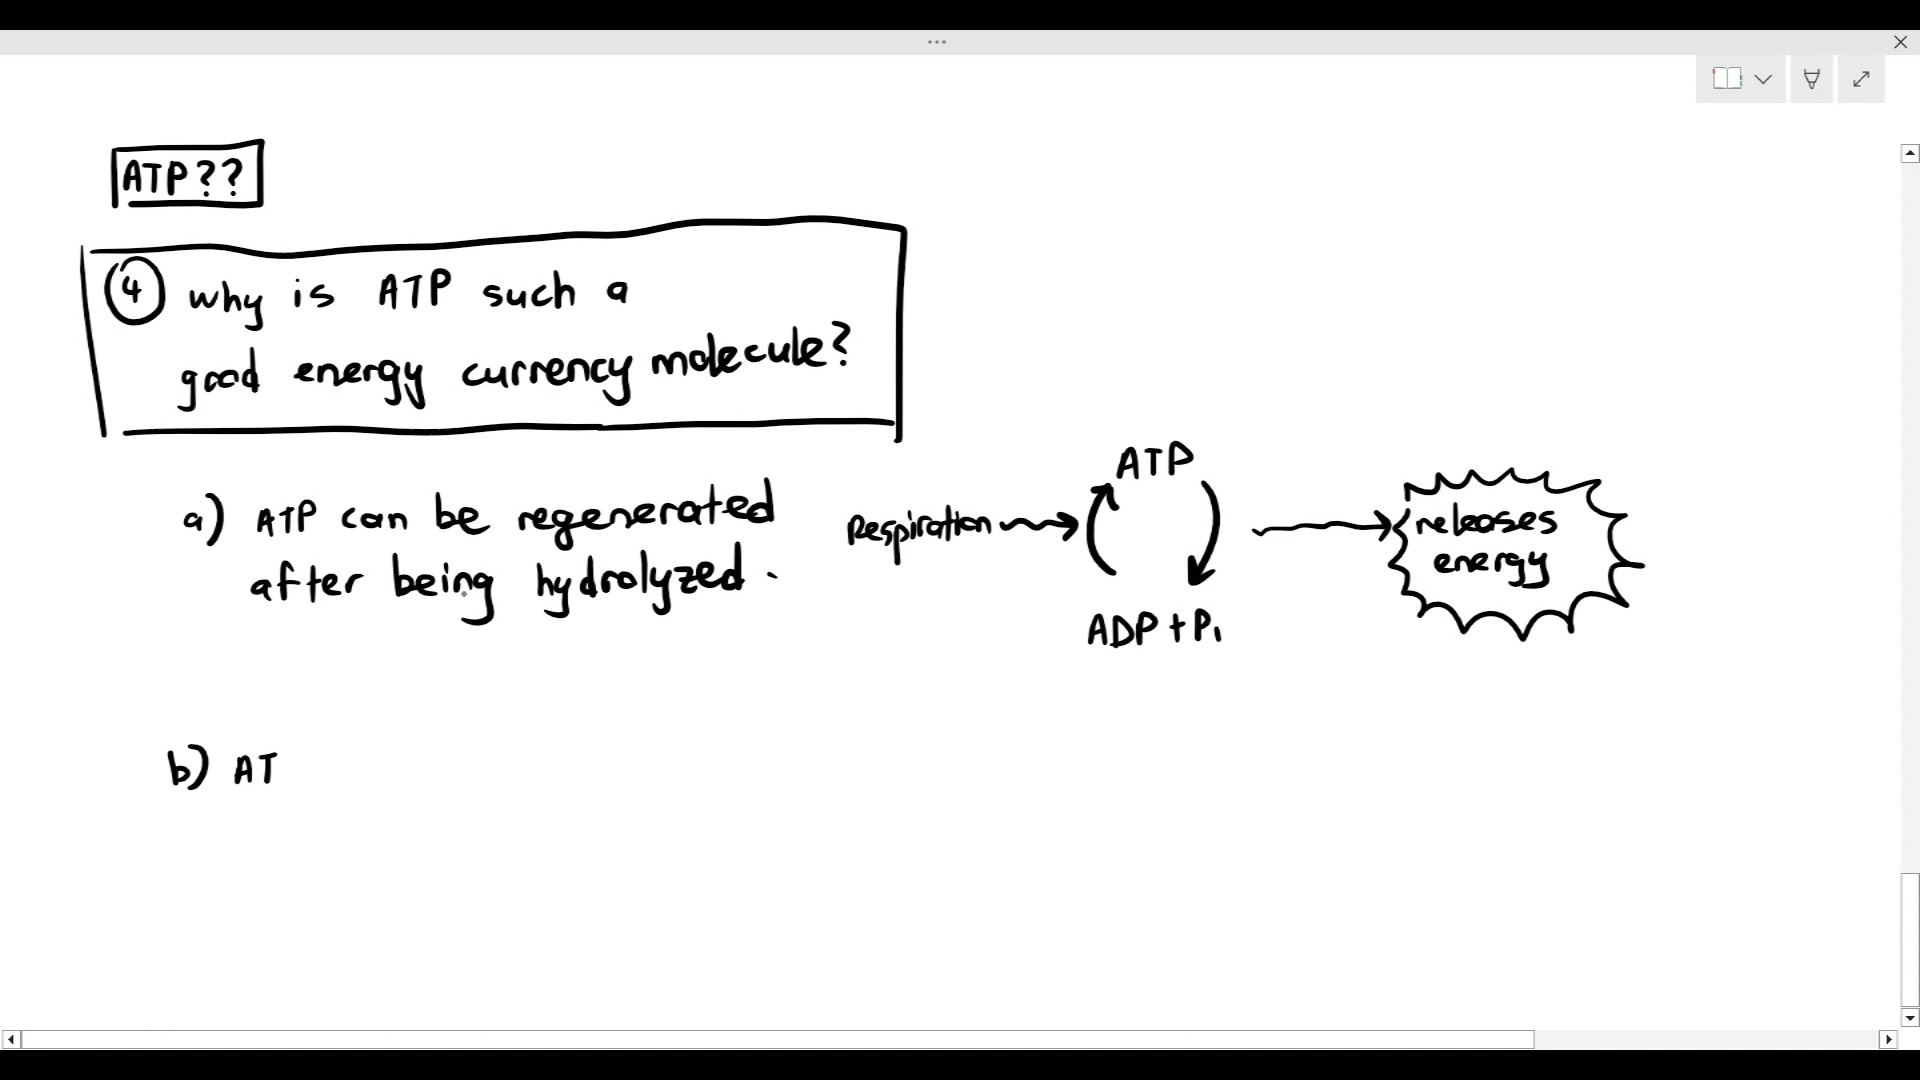 ATP??
4 why is ATP such a
good energy currency molecule?
a) ATP can be regenerated
after being hydrolyzed.
Respiration
ATP
ADP + Pi
releases
energy
b) AT